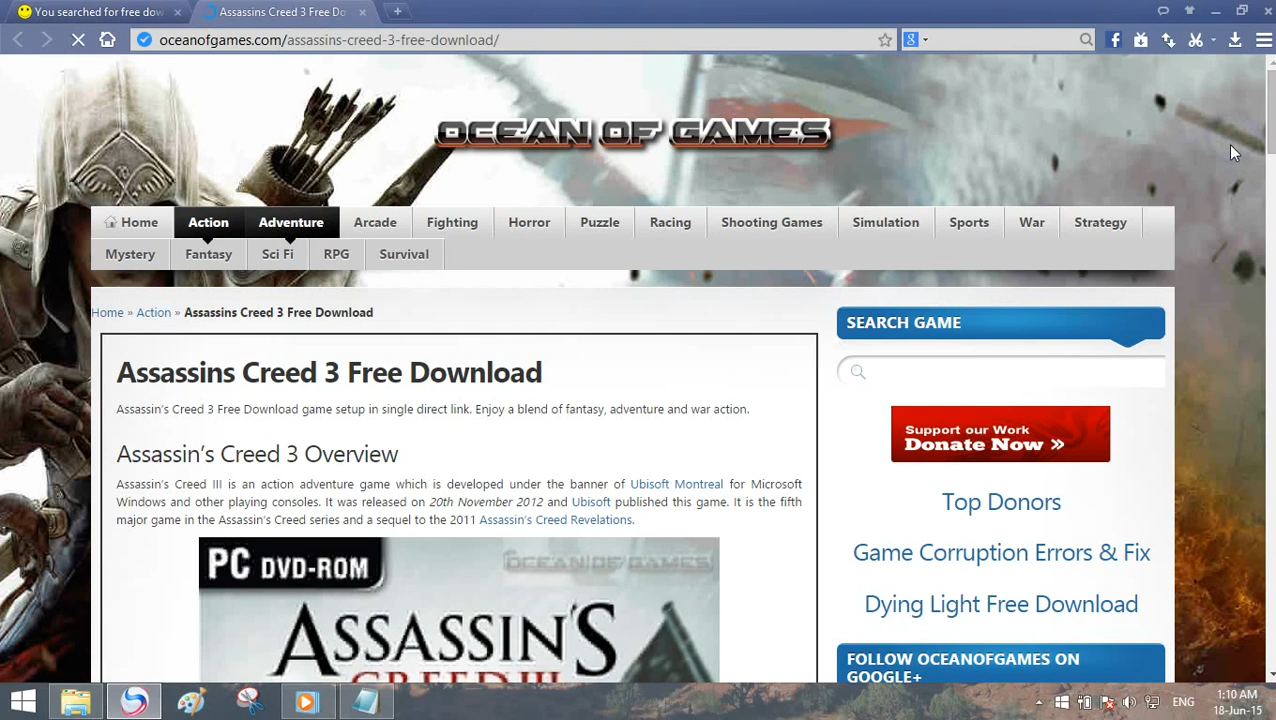 You searched for free dow
Assassins Creed 3 Free Do
oceanofgames.com/assassins-creed-3-free-download/
OCEAN OF GAMES
Home Action Adventure Arcade Fighting Horror Puzzle Racing Shooting Games Simulation Sports War Strategy
Mystery Fantasy Sci Fi RPG Survival
Home » Action » Assassins Creed 3 Free Download
Assassins Creed 3 Free Download
Assassin's Creed 3 Free Download game setup in single direct link. Enjoy a blend of fantasy, adventure and war action.
Assassin's Creed 3 Overview
Assassin's Creed III is an action adventure game which is developed under the banner of Ubisoft Montreal for Microsoft
Windows and other playing consoles. It was released on 20th November 2012 and Ubisoft published this game. It is the fifth
major game in the Assassin's Creed series and a sequel to the 2011 Assassin's Creed Revelations.
OCEAN OF GAMES
PC DVD-ROM
ASSASSIN'S
CREED III
SEARCH GAME
Support our Work
Donate Now »
Top Donors
Game Corruption Errors & Fix
Dying Light Free Download
FOLLOW OCEANOFGAMES ON
GOOGLE+
ENG
1:10 AM
18-Jun-15